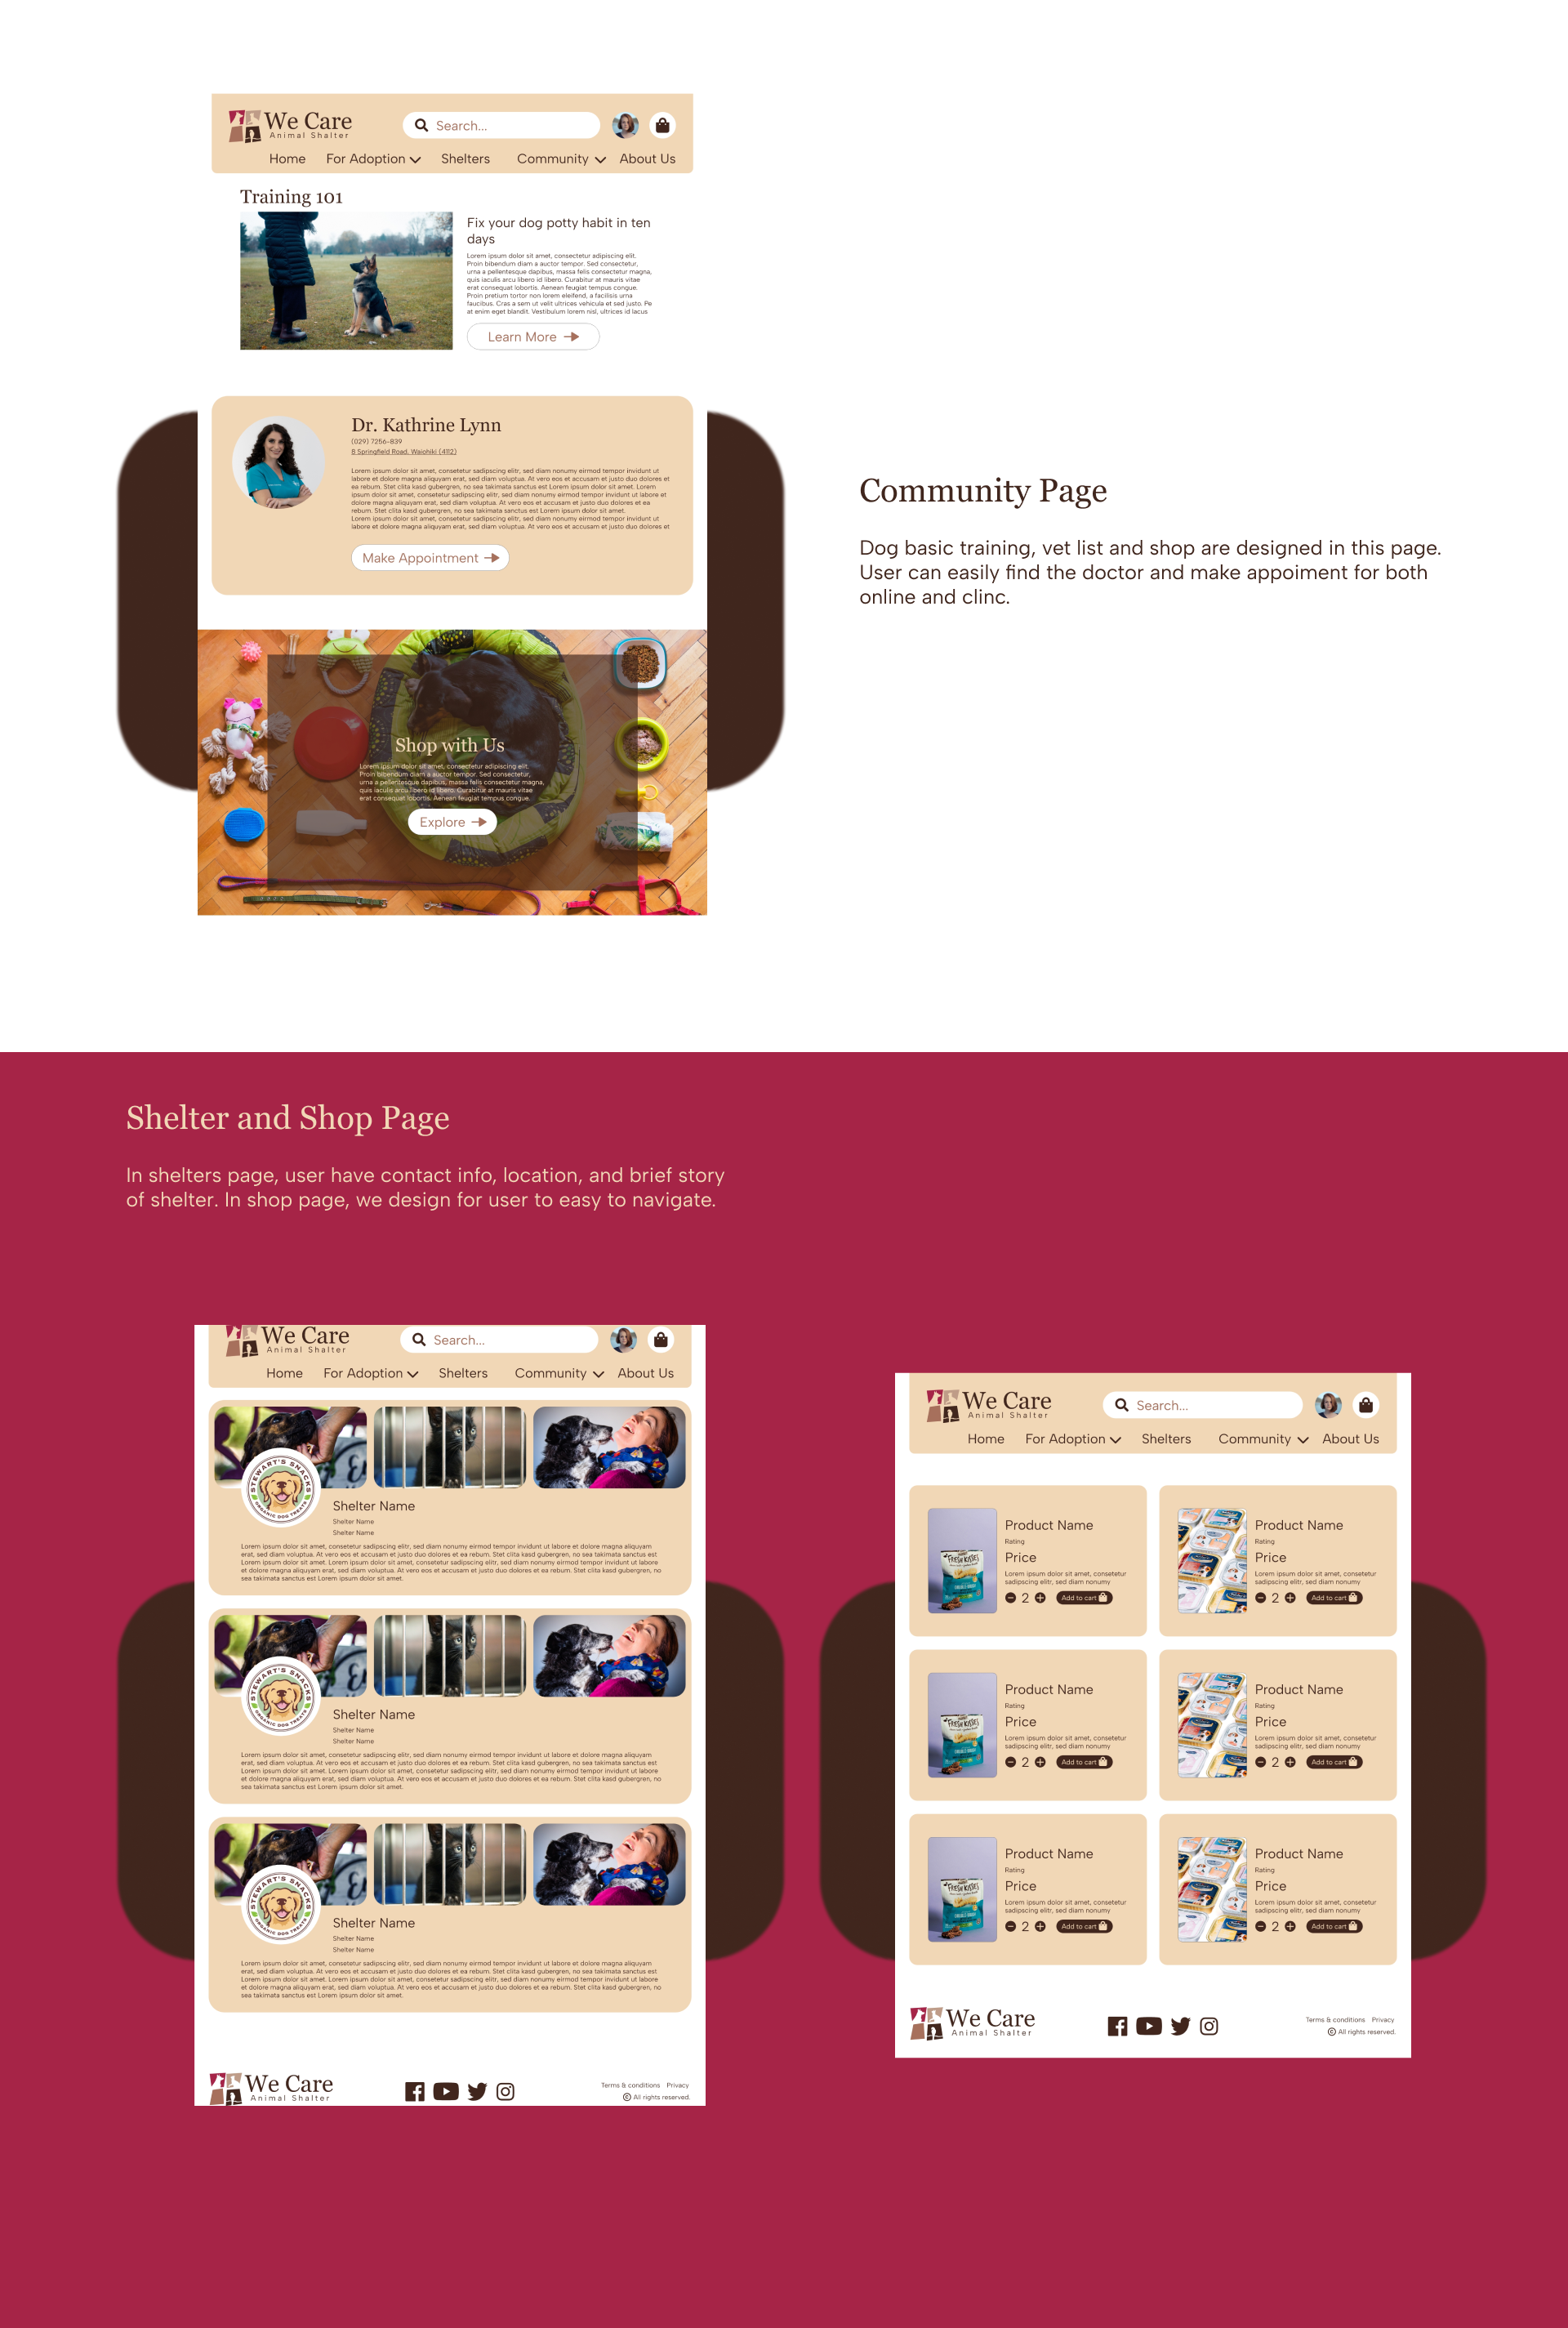 We Care
Animal Shalter
Search...
Home For Adoption Shelters Community About Us
Training 101
Fix your dog potty habit in ten
days
Lorem ipsum dolor sit amet, consectetur adipiscing elit.
Proin bibendum diam a auctor tempor. Sed consectetur,
urna a pellentesque dapibus, massa felis consectetur magna,
quis iaculis arcu libero id libero. Curabitur at mauris vitae
erat consequat lobortis. Aenean feugiat tempus congue.
Proin pretium tortor non lorem eleifend, a facilisis urna
faucibus. Cras a sem ut velit ultrices vehicula et sed justo. Pe
at enim eget blandit. Vestibulum lorem nisl, ultrices id lacus
Learn More
Dr. Kathrine Lynn
(029) 7256-839
8 Springfield Road, Waiohiki (4112)
Lorem ipsum dolor sit amet, consetetur sadipscing elitr, sed diam nonumy eirmod tempor invidunt ut
labore et dolore magna aliquyam erat, sed diam voluptua. At vero eos et accusam et justo duo dolores et
ea rebum. Stet clita kasd gubergren, no sea takimata sanctus est Lorem ipsum dolor sit amet. Lorem
ipsum dolor sit amet, consetetur sadipscing elitr, sed diam nonumy eirmod tempor invidunt ut labore et
dolore magna aliquyam erat, sed diam voluptua. At vero eos et accusam et justo duo dolores et ea
rebum. Stet clita kasd gubergren, no sea takimata sanctus est Lorem ipsum dolor sit amet.
Lorem ipsum dolor sit amet, consetetur sadipscing elitr, sed diam nonumy eirmod tempor invidunt ut
labore et dolore magna aliquyam erat, sed diam voluptua. At vero eos et accusam et justo duo dolores et
Make Appointment
Community Page
Dog basic training, vet list and shop are designed in this page.
User can easily find the doctor and make appoiment for both
online and clinc.
Shop with Us
Lorem ipsum dolor sit amet, consectetur adipiscing elit.
Proin bibendum diam a auctor tempor. Sed consectetur,
urna a pellentesque dapibus, massa felis consectetur magna,
quis iaculis arcu libero id libero. Curabitur at mauris vitae
erat consequat lobortis. Aenean feugiat tempus congue.
Explore
Shelter and Shop Page
In shelters page, user have contact info, location, and brief story
of shelter. In shop page, we design for user to easy to navigate.
We Care
Animal Shalter
Search...
Home For Adoption Shelters Community About Us
STEWART'S SNACKS
ORGANIC DOG TREATS
Shelter Name
Shelter Name
Shelter Name
Lorem ipsum dolor sit amet, consetetur sadipscing elitr, sed diam nonumy eirmod tempor invidunt ut labore et dolore magna aliquyam
erat, sed diam voluptua. At vero eos et accusam et justo duo dolores et ea rebum. Stet clita kasd gubergren, no sea takimata sanctus est
Lorem ipsum dolor sit amet. Lorem ipsum dolor sit amet, consetetur sadipscing elitr, sed diam nonumy eirmod tempor invidunt ut labore
et dolore magna aliquyam erat, sed diam voluptua. At vero eos et accusam et justo duo dolores et ea rebum. Stet clita kasd gubergren, no
sea takimata sanctus est Lorem ipsum dolor sit amet.
STEWART'S SNACKS
ORGANIC DOG TREATS
Shelter Name
Shelter Name
Shelter Name
Lorem ipsum dolor sit amet, consetetur sadipscing elitr, sed diam nonumy eirmod tempor invidunt ut labore et dolore magna aliquyam
erat, sed diam voluptua. At vero eos et accusam et justo duo dolores et ea rebum. Stet clita kasd gubergren, no sea takimata sanctus est
Lorem ipsum dolor sit amet. Lorem ipsum dolor sit amet, consetetur sadipscing elitr, sed diam nonumy eirmod tempor invidunt ut labore
et dolore magna aliquyam erat, sed diam voluptua. At vero eos et accusam et justo duo dolores et ea rebum. Stet clita kasd gubergren, no
sea takimata sanctus est Lorem ipsum dolor sit amet.
STEWART'S SNACKS
ORGANIC DOG TREATS
Shelter Name
Shelter Name
Shelter Name
Lorem ipsum dolor sit amet, consetetur sadipscing elitr, sed diam nonumy eirmod tempor invidunt ut labore et dolore magna aliquyam
erat, sed diam voluptua. At vero eos et accusam et justo duo dolores et ea rebum. Stet clita kasd gubergren, no sea takimata sanctus est
Lorem ipsum dolor sit amet. Lorem ipsum dolor sit amet, consetetur sadipscing elitr, sed diam nonumy eirmod tempor invidunt ut labore
et dolore magna aliquyam erat, sed diam voluptua. At vero eos et accusam et justo duo dolores et ea rebum. Stet clita kasd gubergren, no
sea takimata sanctus est Lorem ipsum dolor sit amet.
We Care
Animal Shalter
Terms & conditions Privacy
© All rights reserved.
We Care
Animal Shalter
Search...
Home For Adoption Shelters Community About Us
FRESH KISSES
Product Name
Rating
Price
Lorem ipsum dolor sit amet, consetetur
sadipscing elitr, sed diam nonumy
2 Add to cart
Product Name
Rating
Price
Lorem ipsum dolor sit amet, consetetur
sadipscing elitr, sed diam nonumy
2 Add to cart
FRESH KISSES
Product Name
Rating
Price
Lorem ipsum dolor sit amet, consetetur
sadipscing elitr, sed diam nonumy
2 Add to cart
Product Name
Rating
Price
Lorem ipsum dolor sit amet, consetetur
sadipscing elitr, sed diam nonumy
2 Add to cart
FRESH KISSES
Product Name
Rating
Price
Lorem ipsum dolor sit amet, consetetur
sadipscing elitr, sed diam nonumy
2 Add to cart
Product Name
Rating
Price
Lorem ipsum dolor sit amet, consetetur
sadipscing elitr, sed diam nonumy
2 Add to cart
We Care
Animal Shalter
Terms & conditions Privacy
© All rights reserved.